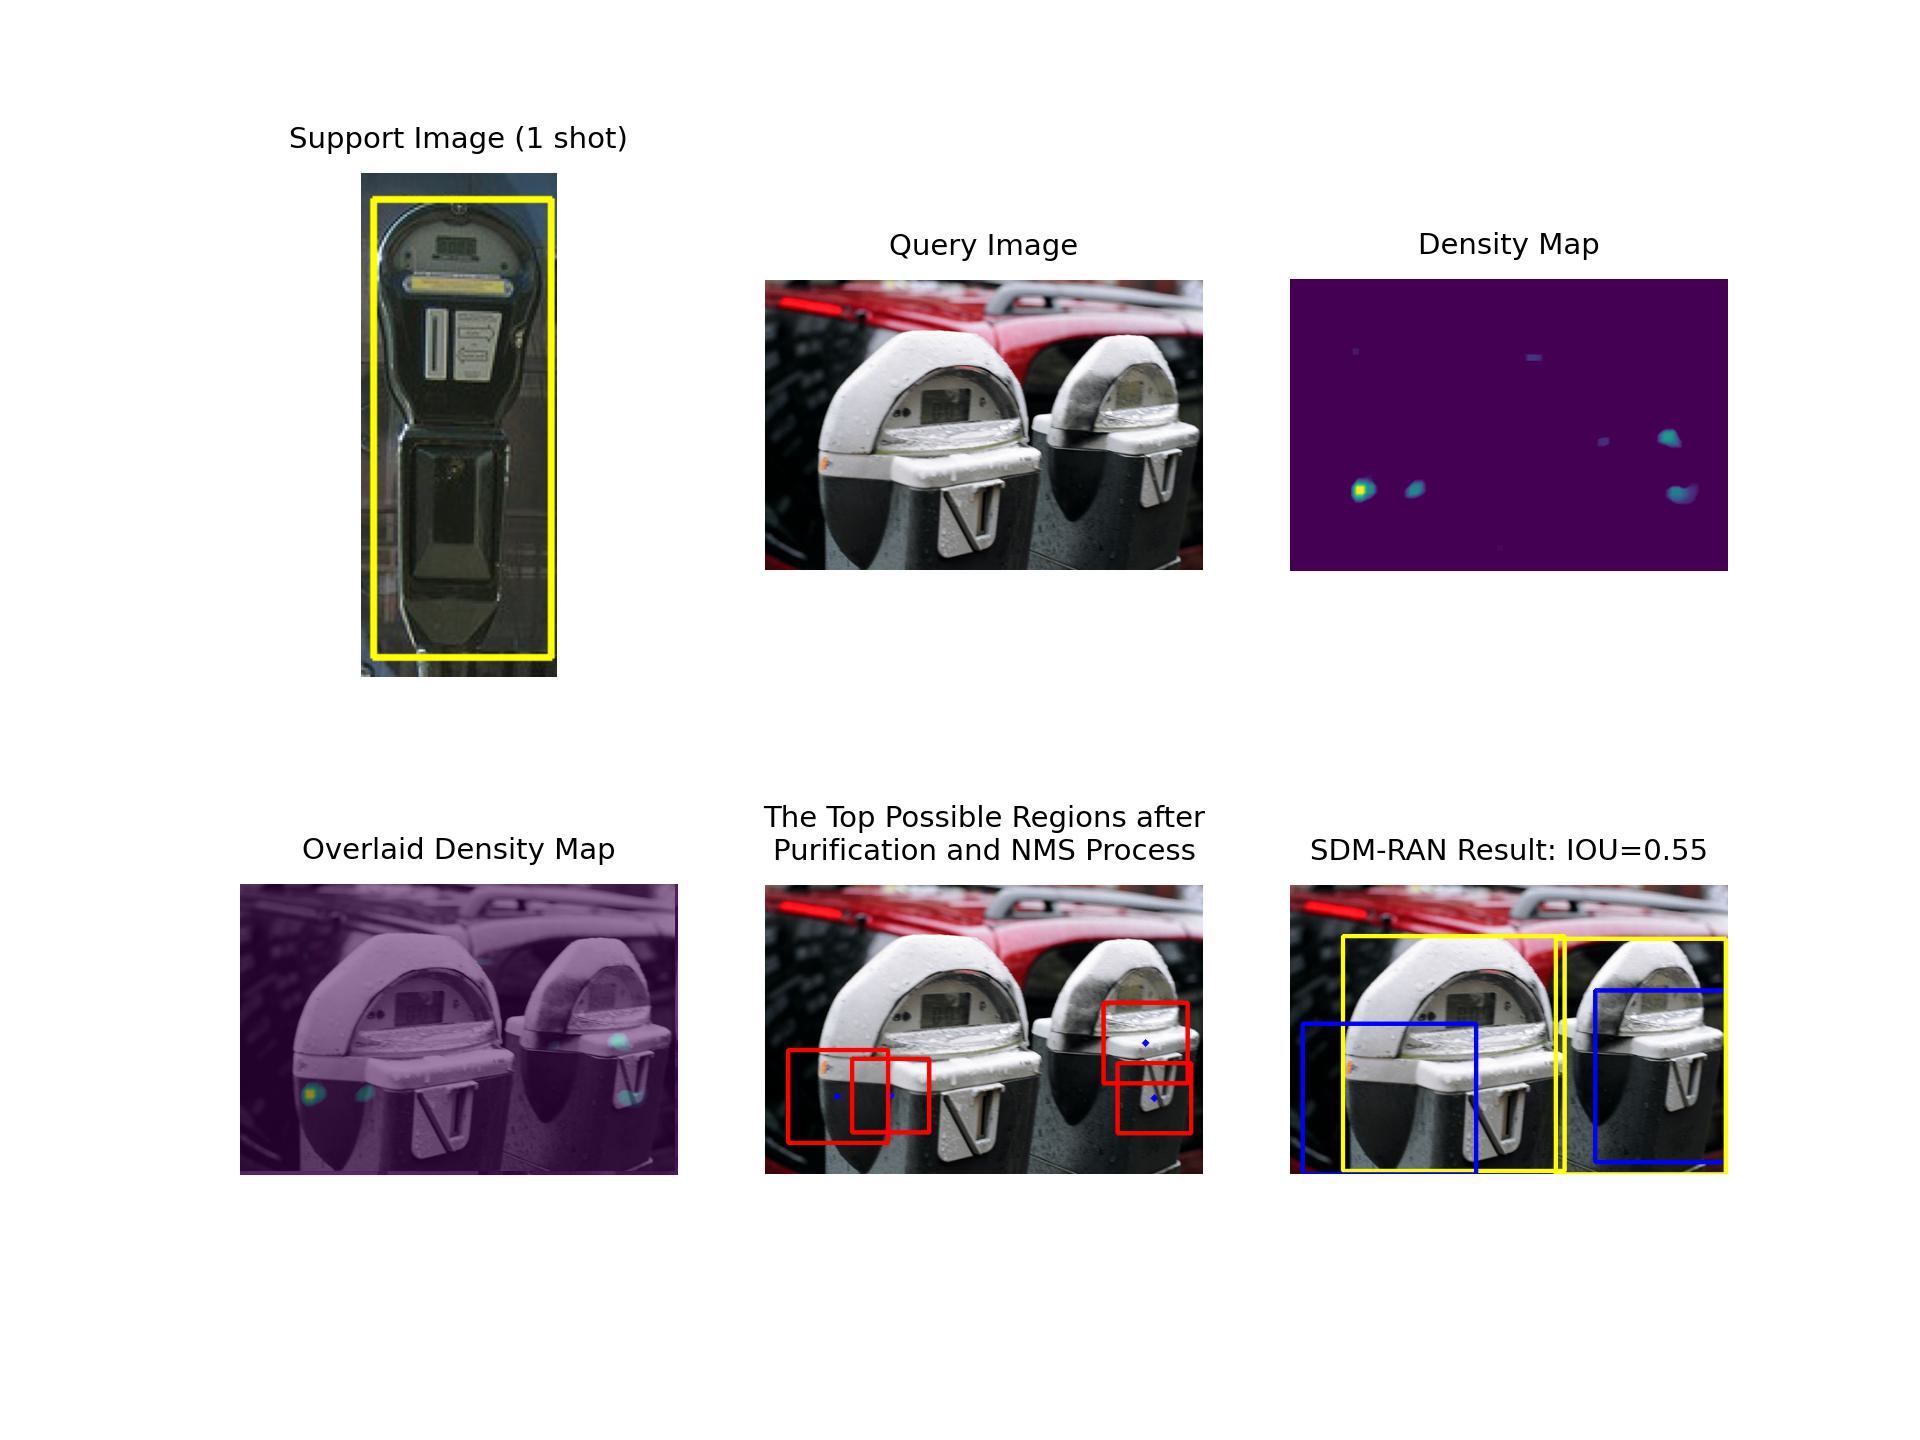 Support Image (1 shot)
Query Image
Density Map
Overlaid Density Map
The Top Possible Regions after
Purification and NMS Process
SDM-RAN Result: IOU=0.55